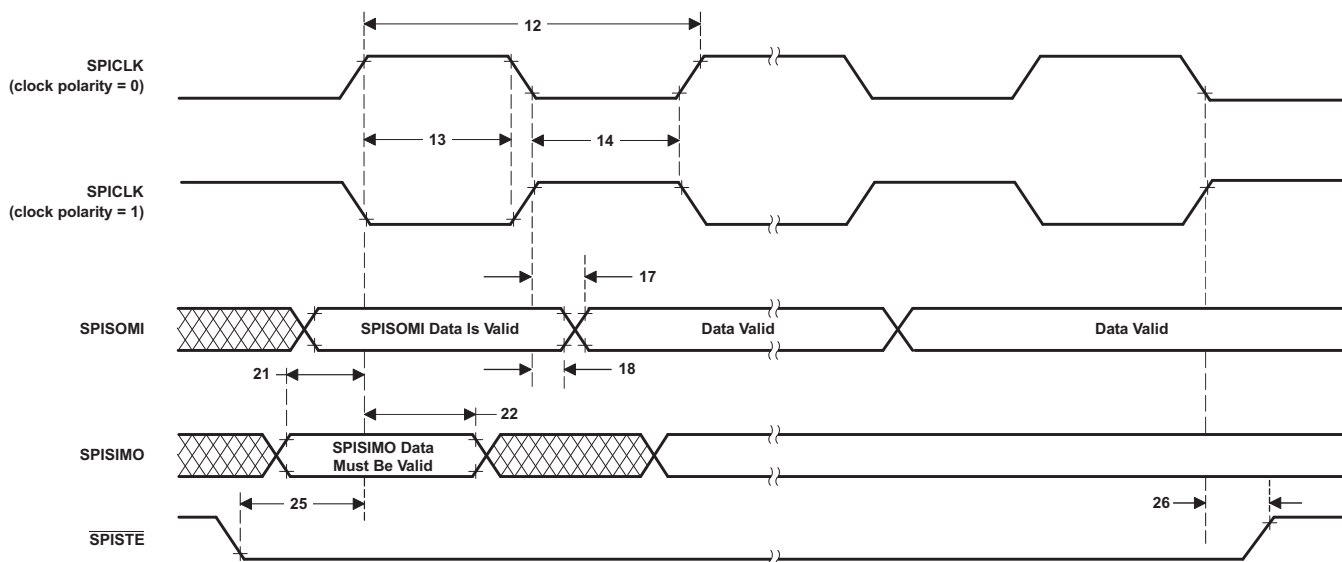 12
SPICLK
(clock polarity = 0)
13
14
SPICLK
(clock polarity = 1)
17
SPISOMI
SPISOMI Data Is Valid
Data Valid
Data Valid
21
18
22
SPISIMO
SPISIMO Data
Must Be Valid
25
26
SPISTE